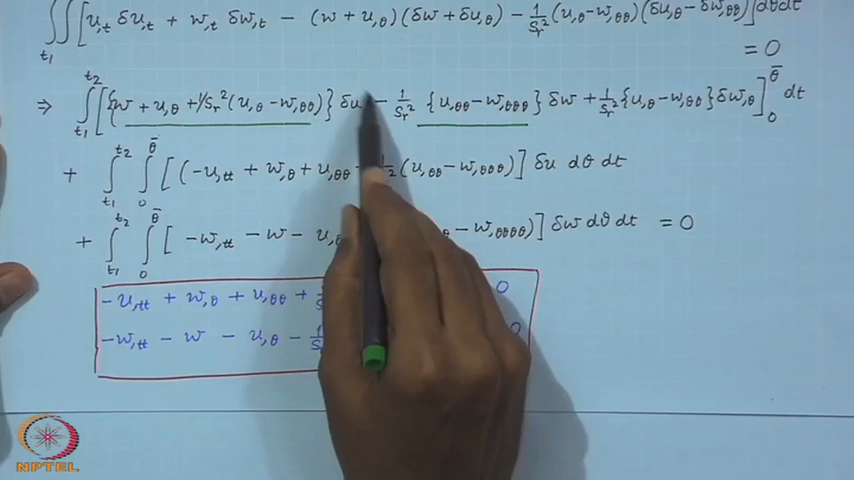 ∫∫[u,t δu,t + w,t δw,t − (w + u,θ)(δw + δu,θ) − 1/Sr² (u,θ − w,θθ)(δu,θ − δw,θθ)] dθdt
t1
= 0
⇒ ∫t1^t2 [{w + u,θ + 1/Sr² (u,θ − w,θθ)} δu − 1/Sr² {u,θθ − w,θθθ} δw + 1/Sr² {u,θ − w,θθ} δw,θ]0^θ̄ dt
+ ∫t1^t2 ∫0^θ̄ [(−u,tt + w,θ + u,θθ (u,θθ − w,θθθ)] δu dθ dt
+ ∫t1^t2 ∫0^θ̄ [−w,tt − w − u, − w,θθθθ)] δw dθ dt = 0
−u,tt + w,θ + u,θθ + 0
−w,tt − w − u,θ − 0
NPTEL